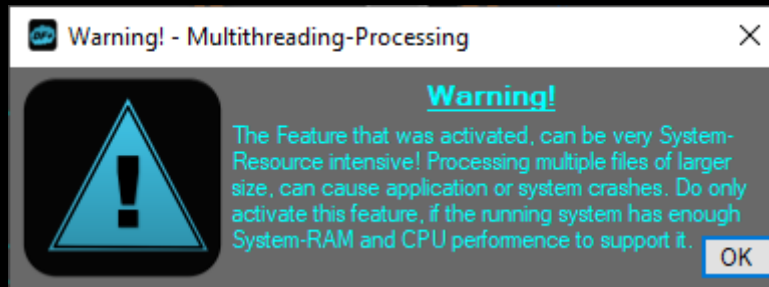 Warning! - Multithreading-Processing
Warning!
The Feature that was activated, can be very System-
Resource intensive! Processing multiple files of larger
size, can cause application or system crashes. Do only
activate this feature, if the running system has enough
System-RAM and CPU performence to support it.
OK